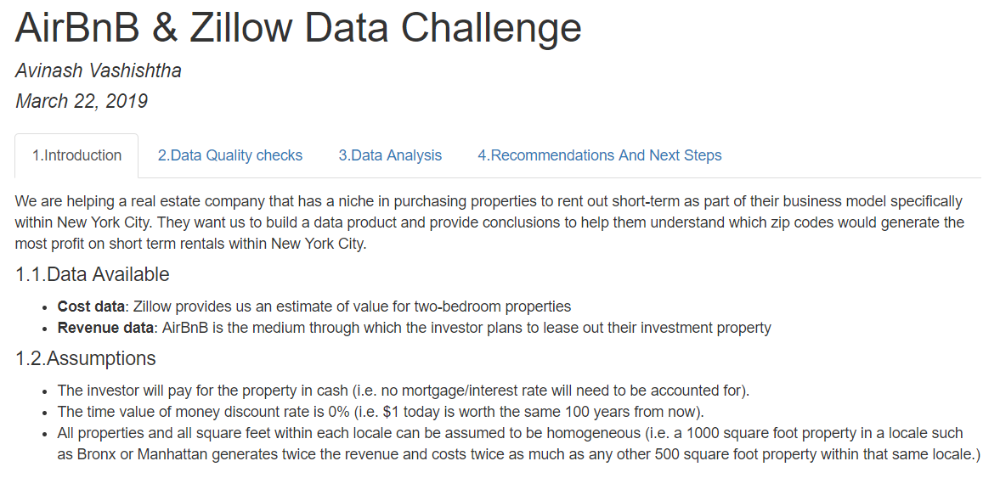 AirBnB & Zillow Data Challenge
Avinash Vashishtha
March 22, 2019
1.Introduction 2.Data Quality checks 3.Data Analysis 4.Recommendations And Next Steps
We are helping a real estate company that has a niche in purchasing properties to rent out short-term as part of their business model specifically
within New York City. They want us to build a data product and provide conclusions to help them understand which zip codes would generate the
most profit on short term rentals within New York City.
1.1.Data Available
• Cost data: Zillow provides us an estimate of value for two-bedroom properties
• Revenue data: AirBnB is the medium through which the investor plans to lease out their investment property
1.2.Assumptions
• The investor will pay for the property in cash (i.e. no mortgage/interest rate will need to be accounted for).
• The time value of money discount rate is 0% (i.e. $1 today is worth the same 100 years from now).
• All properties and all square feet within each locale can be assumed to be homogeneous (i.e. a 1000 square foot property in a locale such
as Bronx or Manhattan generates twice the revenue and costs twice as much as any other 500 square foot property within that same locale.)